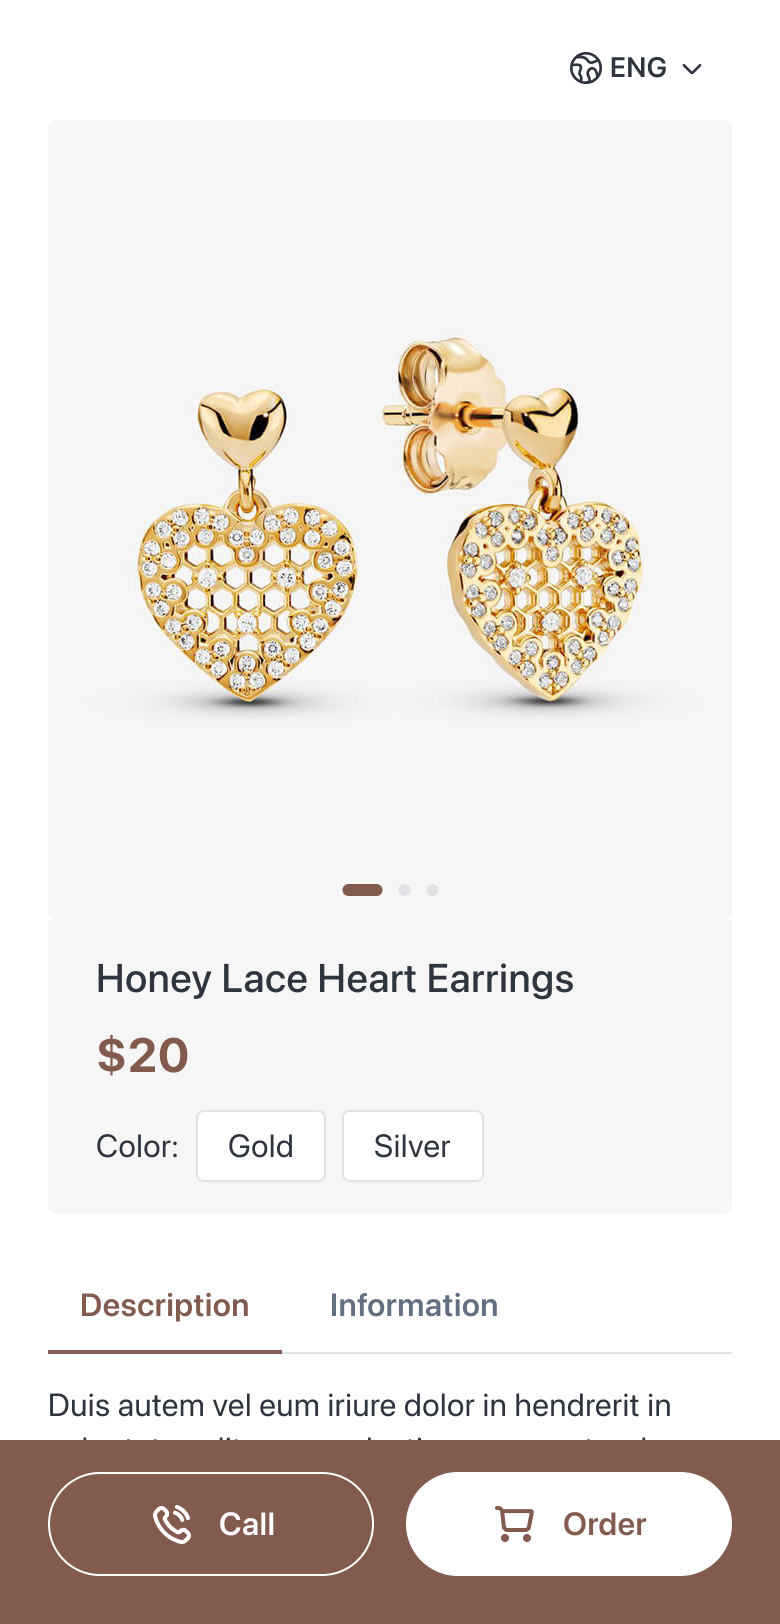 ENG
Honey Lace Heart Earrings
$20
Color: Gold Silver
Description Information
Duis autem vel eum iriure dolor in hendrerit in
Call Order